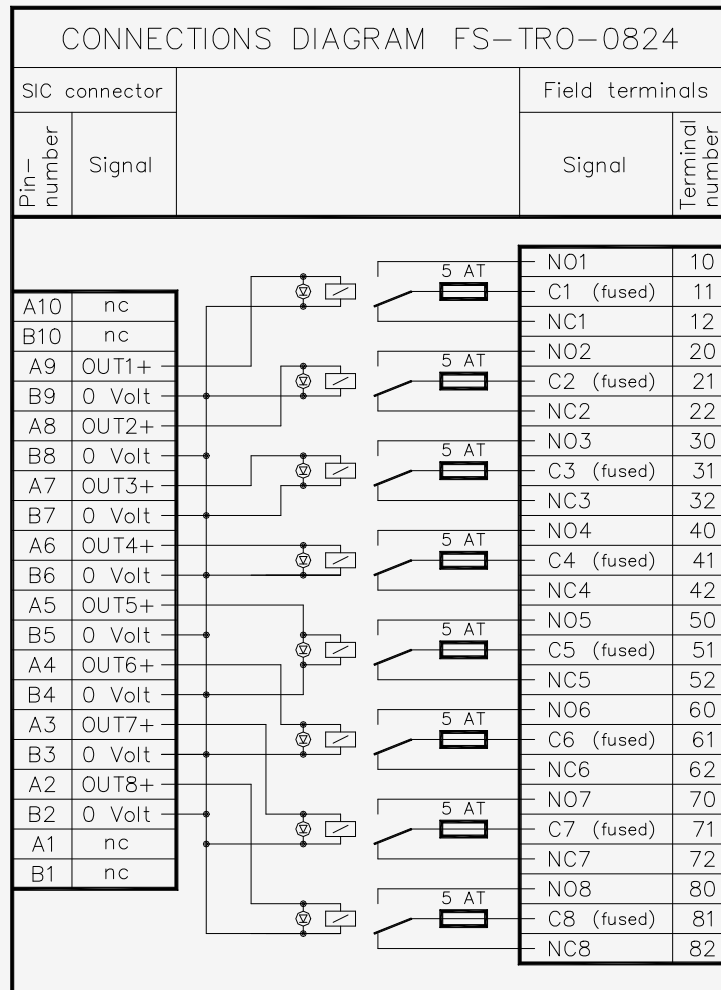 CONNECTIONS DIAGRAM FS-TRO-0824
SIC connector
Field terminals
Pin-number
Signal
Signal
Terminal number
A10 nc
B10 nc
A9 OUT1+
B9 0 Volt
A8 OUT2+
B8 0 Volt
A7 OUT3+
B7 0 Volt
A6 OUT4+
B6 0 Volt
A5 OUT5+
B5 0 Volt
A4 OUT6+
B4 0 Volt
A3 OUT7+
B3 0 Volt
A2 OUT8+
B2 0 Volt
A1 nc
B1 nc
5 AT
5 AT
5 AT
5 AT
5 AT
5 AT
5 AT
5 AT
NO1 10
C1 (fused) 11
NC1 12
NO2 20
C2 (fused) 21
NC2 22
NO3 30
C3 (fused) 31
NC3 32
NO4 40
C4 (fused) 41
NC4 42
NO5 50
C5 (fused) 51
NC5 52
NO6 60
C6 (fused) 61
NC6 62
NO7 70
C7 (fused) 71
NC7 72
NO8 80
C8 (fused) 81
NC8 82